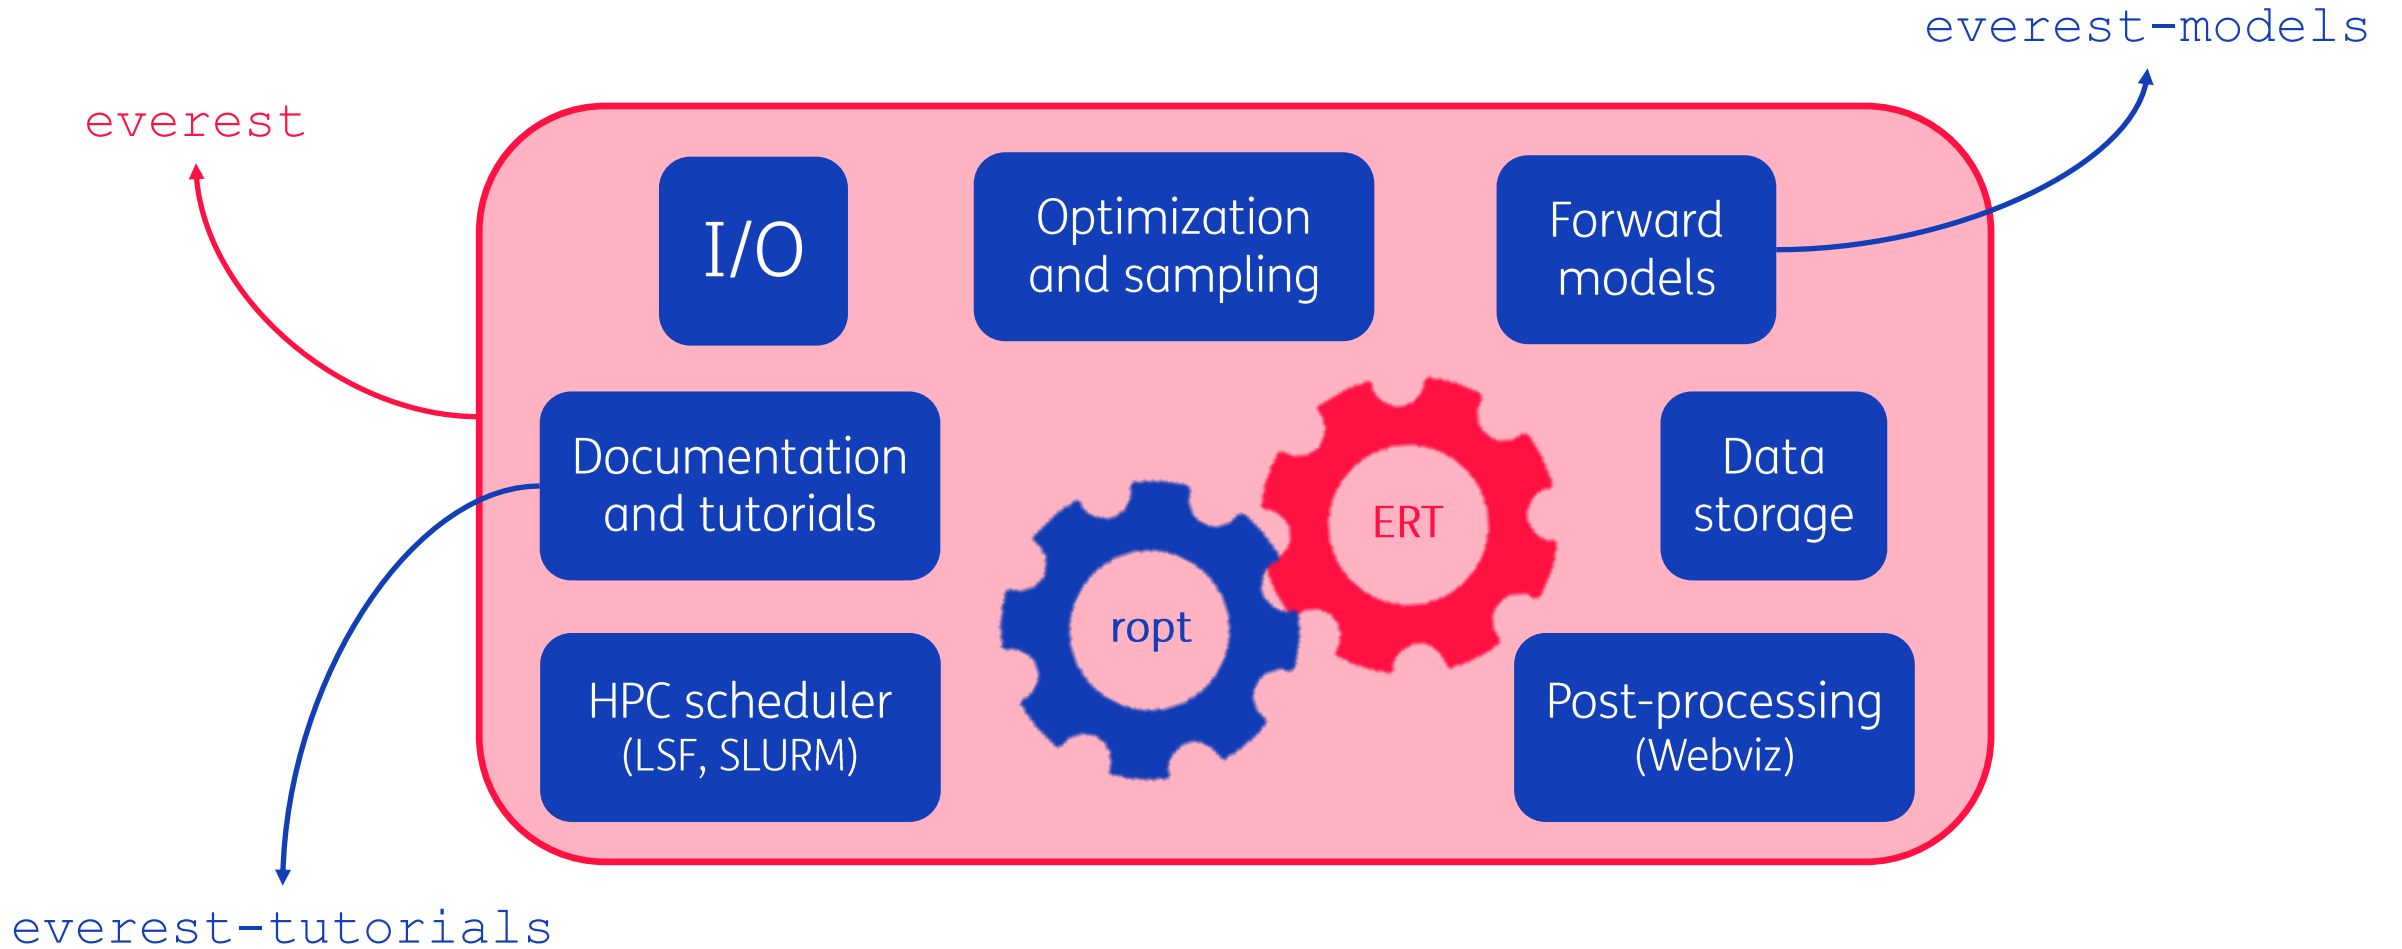 everest-models
everest
I/O
Optimization
and sampling
Forward
models
Documentation
and tutorials
ERT
Data
storage
ropt
HPC scheduler
(LSF, SLURM)
Post-processing
(Webviz)
everest-tutorials